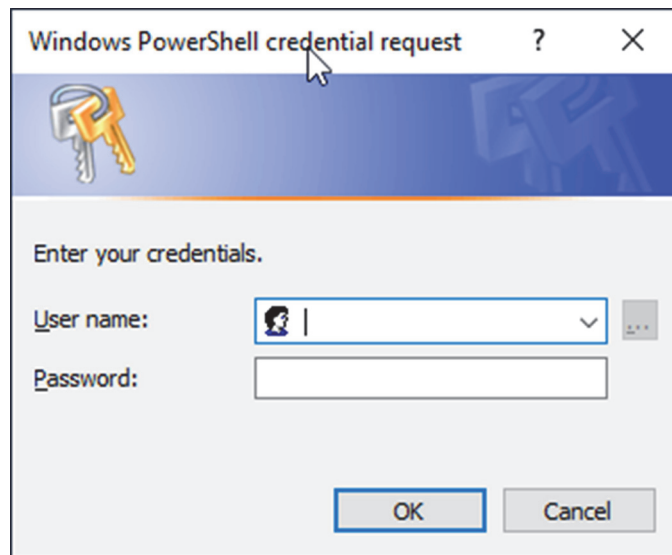 Windows PowerShell credential request ?
Enter your credentials.
User name:
...
Password:
OK Cancel